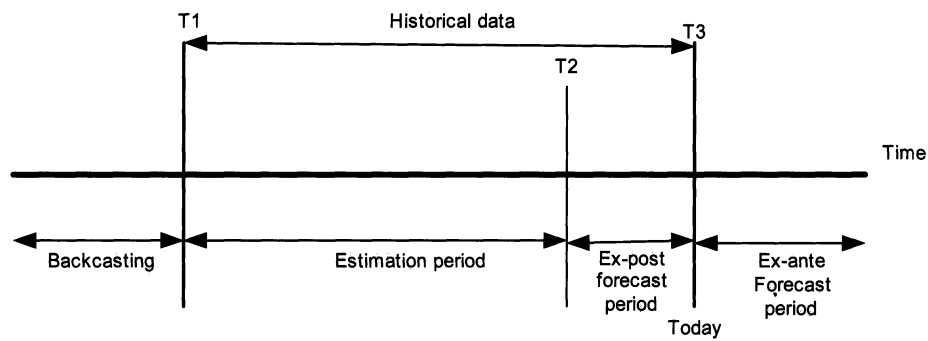 T1
Historical data
T3
T2
Time
Backcasting
Estimation period
Ex-post
forecast
period
Ex-ante
Forecast
period
Today